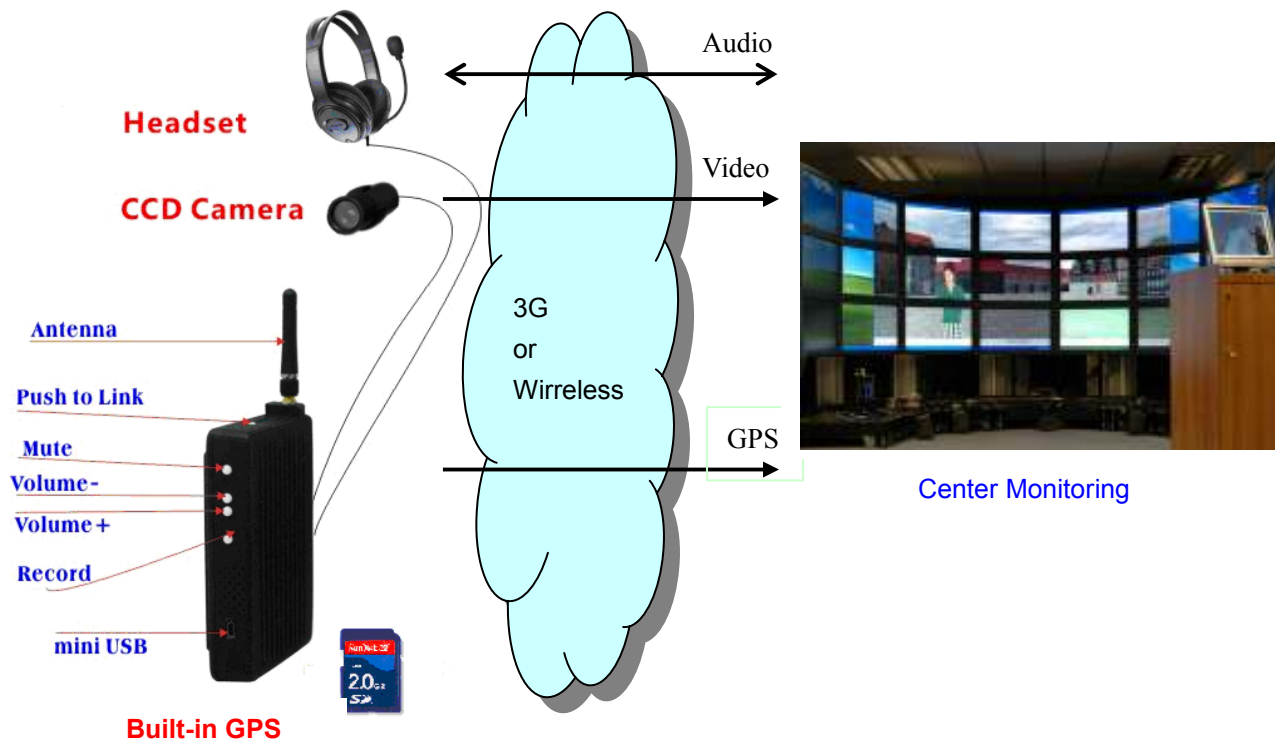 Audio
Headset
Video
CCD Camera
3G
or
Wirreless
Antenna
Push to Link
Mute
GPS
Volume-
Center Monitoring
Volume+
Record
mini USB
2.0
Built-in GPS